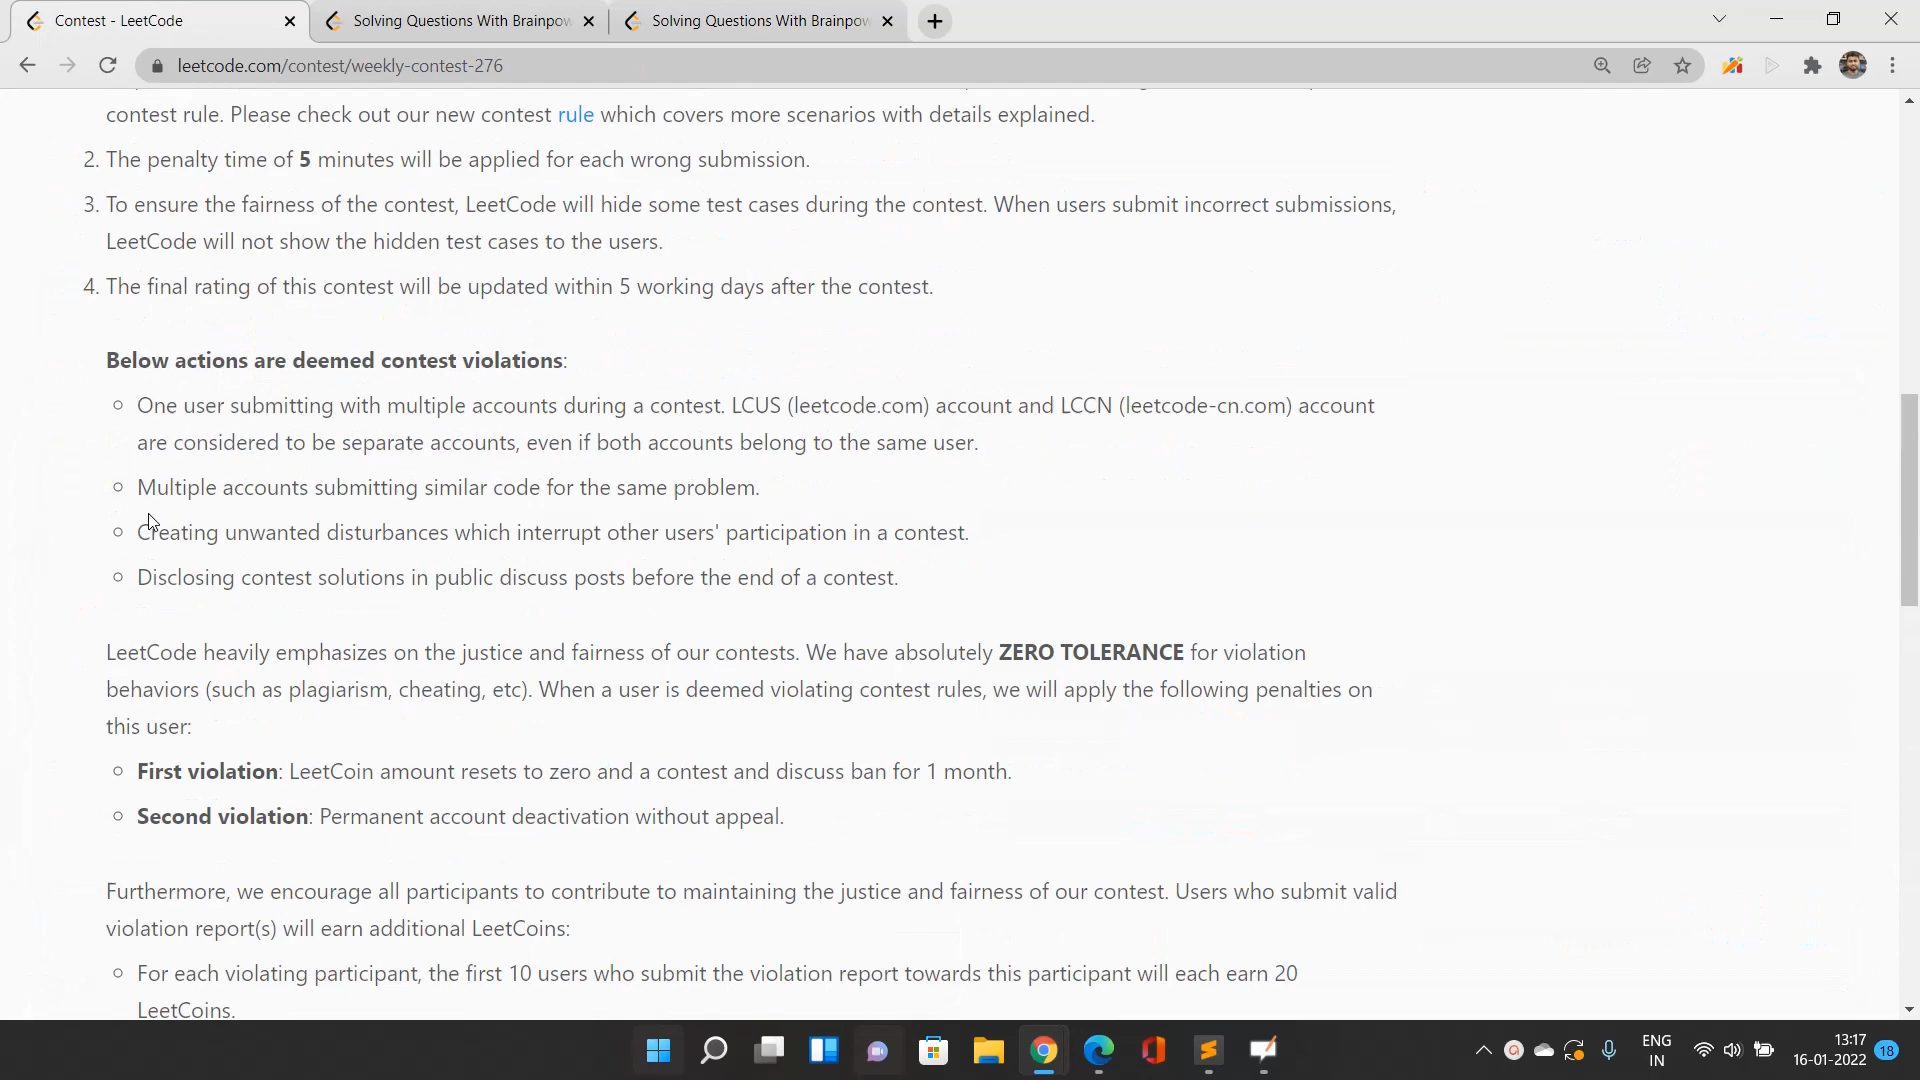 Contest - LeetCode
Solving Questions With Brainpow
Solving Questions With Brainpow
leetcode.com/contest/weekly-contest-276
contest rule. Please check out our new contest rule which covers more scenarios with details explained.
2. The penalty time of 5 minutes will be applied for each wrong submission.
3. To ensure the fairness of the contest, LeetCode will hide some test cases during the contest. When users submit incorrect submissions,
LeetCode will not show the hidden test cases to the users.
4. The final rating of this contest will be updated within 5 working days after the contest.
Below actions are deemed contest violations:
One user submitting with multiple accounts during a contest. LCUS (leetcode.com) account and LCCN (leetcode-cn.com) account
are considered to be separate accounts, even if both accounts belong to the same user.
Multiple accounts submitting similar code for the same problem.
Creating unwanted disturbances which interrupt other users' participation in a contest.
Disclosing contest solutions in public discuss posts before the end of a contest.
LeetCode heavily emphasizes on the justice and fairness of our contests. We have absolutely ZERO TOLERANCE for violation
behaviors (such as plagiarism, cheating, etc). When a user is deemed violating contest rules, we will apply the following penalties on
this user:
First violation: LeetCoin amount resets to zero and a contest and discuss ban for 1 month.
Second violation: Permanent account deactivation without appeal.
Furthermore, we encourage all participants to contribute to maintaining the justice and fairness of our contest. Users who submit valid
violation report(s) will earn additional LeetCoins:
For each violating participant, the first 10 users who submit the violation report towards this participant will each earn 20
LeetCoins.
ENG
IN
13:17
16-01-2022
18